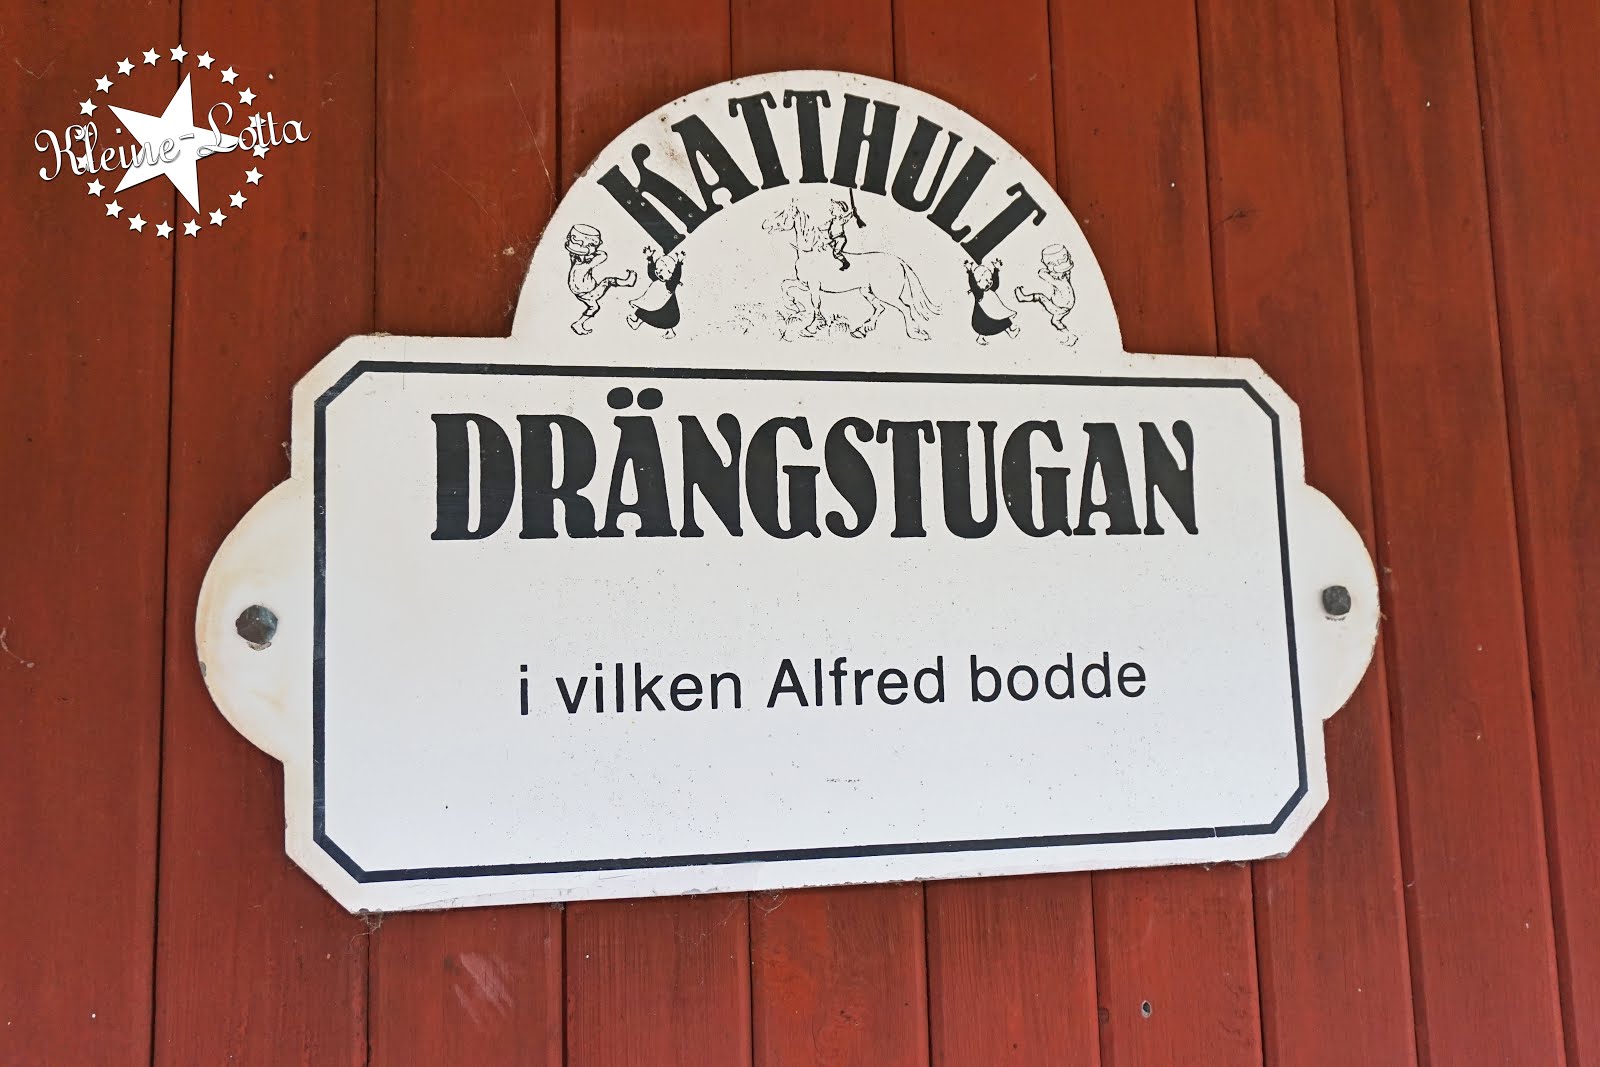 Kleine-Lotta
KATTHULT
DRÄNGSTUGAN
i vilken Alfred bodde